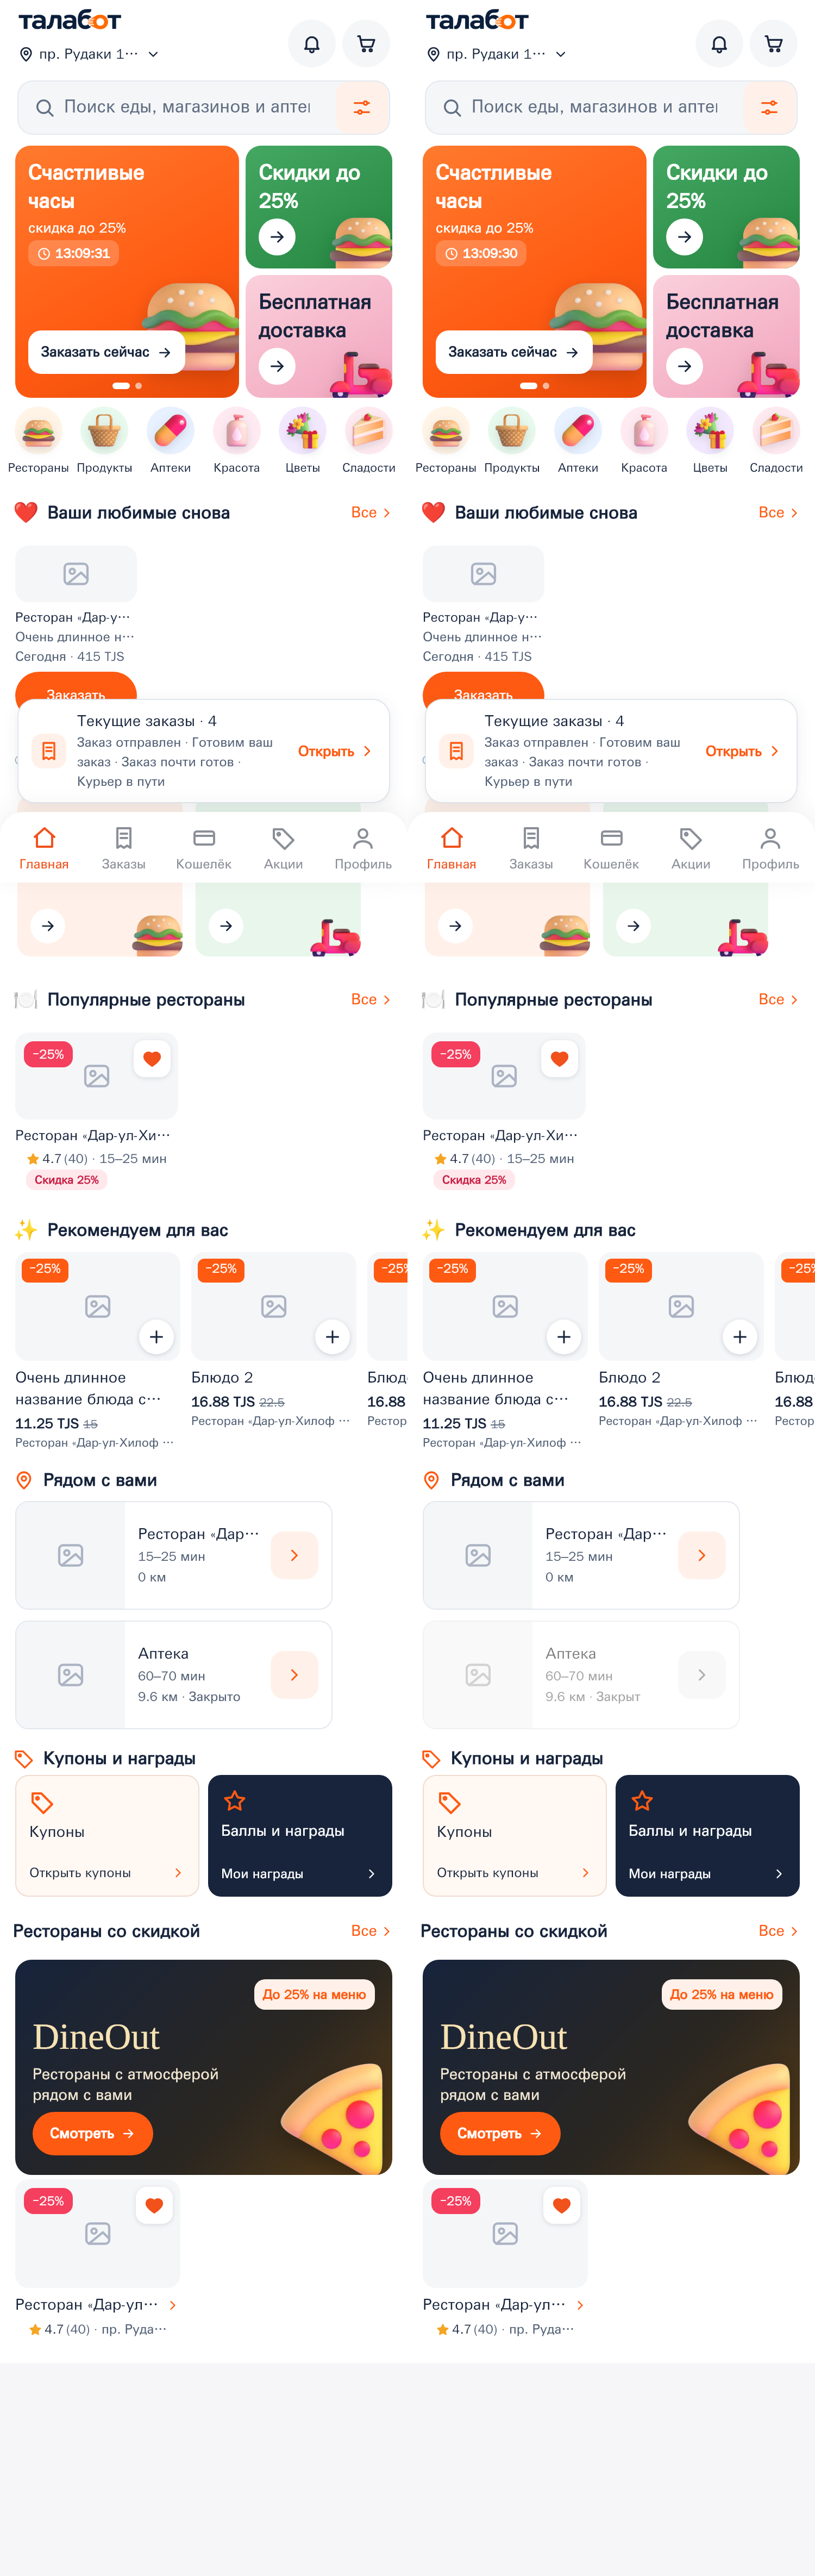 талабот
пр. Рудаки 1...
Поиск еды, магазинов и аптек
Счастливые
часы
скидка до 25%
13:09:31
Заказать сейчас
Скидки до
25%
Бесплатная
доставка
Рестораны
Продукты
Аптеки
Красота
Цветы
Сладости
Ваши любимые снова
Все
Ресторан «Дар-у...
Очень длинное н...
Сегодня · 415 TJS
Заказать
Текущие заказы · 4
Заказ отправлен · Готовим ваш
заказ · Заказ почти готов ·
Курьер в пути
Открыть
Главная
Заказы
Кошелёк
Акции
Профиль
Популярные рестораны
Все
−25%
Ресторан «Дар-ул-Хи...
4.7 (40) · 15–25 мин
Скидка 25%
Рекомендуем для вас
−25%
Очень длинное
название блюда с...
11.25 TJS 15
Ресторан «Дар-ул-Хилоф ...
−25%
Блюдо 2
16.88 TJS 22.5
Ресторан «Дар-ул-Хилоф ...
−25%
Блюдо
16.88
Рестор
Рядом с вами
Ресторан «Дар...
15–25 мин
0 км
Аптека
60–70 мин
9.6 км · Закрыто
Купоны и награды
Купоны
Открыть купоны
Баллы и награды
Мои награды
Рестораны со скидкой
Все
До 25% на меню
DineOut
Рестораны с атмосферой
рядом с вами
Смотреть
−25%
Ресторан «Дар-ул...
4.7 (40) · пр. Руда...
талабот
пр. Рудаки 1...
Поиск еды, магазинов и аптек
Счастливые
часы
скидка до 25%
13:09:30
Заказать сейчас
Скидки до
25%
Бесплатная
доставка
Рестораны
Продукты
Аптеки
Красота
Цветы
Сладости
Ваши любимые снова
Все
Ресторан «Дар-у...
Очень длинное н...
Сегодня · 415 TJS
Заказать
Текущие заказы · 4
Заказ отправлен · Готовим ваш
заказ · Заказ почти готов ·
Курьер в пути
Открыть
Главная
Заказы
Кошелёк
Акции
Профиль
Популярные рестораны
Все
−25%
Ресторан «Дар-ул-Хи...
4.7 (40) · 15–25 мин
Скидка 25%
Рекомендуем для вас
−25%
Очень длинное
название блюда с...
11.25 TJS 15
Ресторан «Дар-ул-Хилоф ...
−25%
Блюдо 2
16.88 TJS 22.5
Ресторан «Дар-ул-Хилоф ...
−25%
Блюд
16.88
Рестор
Рядом с вами
Ресторан «Дар...
15–25 мин
0 км
Аптека
60–70 мин
9.6 км · Закрыт
Купоны и награды
Купоны
Открыть купоны
Баллы и награды
Мои награды
Рестораны со скидкой
Все
До 25% на меню
DineOut
Рестораны с атмосферой
рядом с вами
Смотреть
−25%
Ресторан «Дар-ул...
4.7 (40) · пр. Руда...